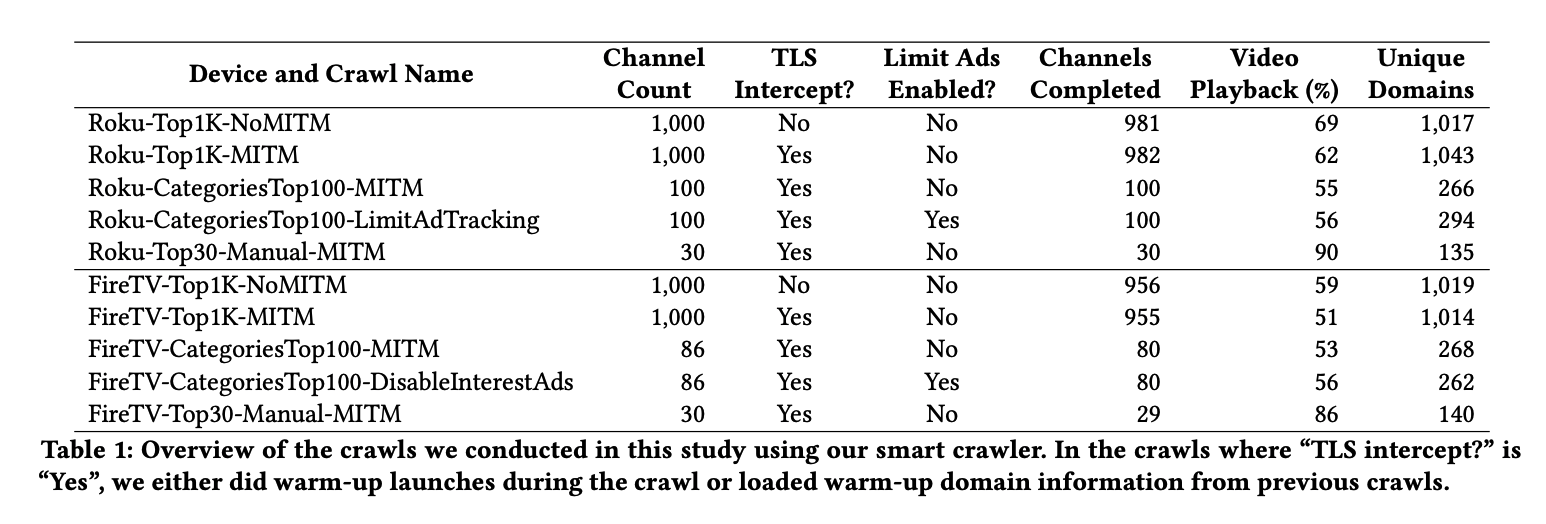 Device and Crawl Name Channel Count TLS Intercept? Limit Ads Enabled? Channels Completed Video Playback (%) Unique Domains
Roku-Top1K-NoMITM 1,000 No No 981 69 1,017
Roku-Top1K-MITM 1,000 Yes No 982 62 1,043
Roku-CategoriesTop100-MITM 100 Yes No 100 55 266
Roku-CategoriesTop100-LimitAdTracking 100 Yes Yes 100 56 294
Roku-Top30-Manual-MITM 30 Yes No 30 90 135
FireTV-Top1K-NoMITM 1,000 No No 956 59 1,019
FireTV-Top1K-MITM 1,000 Yes No 955 51 1,014
FireTV-CategoriesTop100-MITM 86 Yes No 80 53 268
FireTV-CategoriesTop100-DisableInterestAds 86 Yes Yes 80 56 262
FireTV-Top30-Manual-MITM 30 Yes No 29 86 140
Table 1: Overview of the crawls we conducted in this study using our smart crawler. In the crawls where “TLS intercept?” is
“Yes”, we either did warm-up launches during the crawl or loaded warm-up domain information from previous crawls.